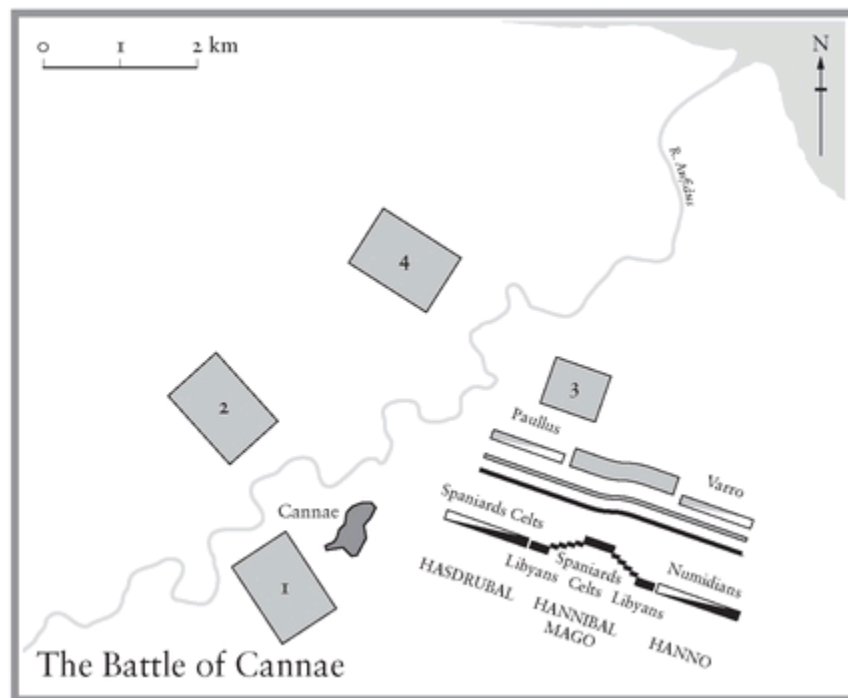 0 1 2 km
N
R. Aufidus
4
2
3
Paullus
Varro
Cannae
Spaniards Celts
Libyans
Spaniards
Celts
Libyans
Numidians
1
HASDRUBAL
HANNIBAL
MAGO
HANNO
The Battle of Cannae